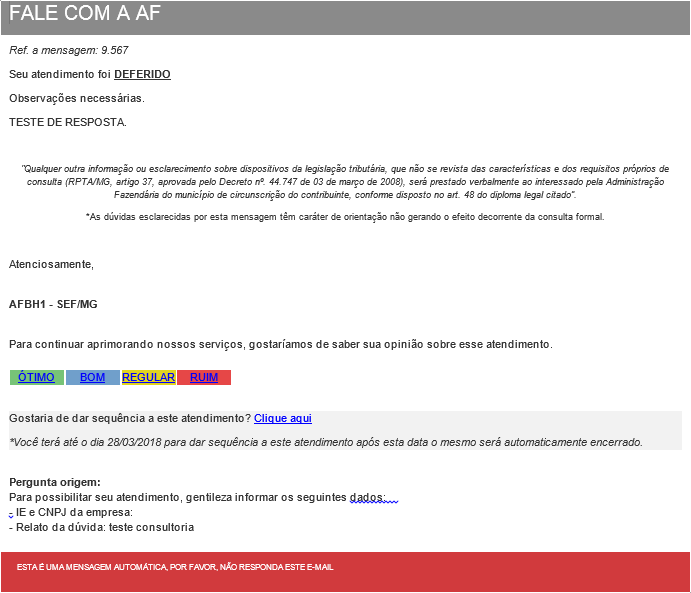 FALE COM A AF
Ref. a mensagem: 9.567
Seu atendimento foi DEFERIDO
Observações necessárias.
TESTE DE RESPOSTA.
"Qualquer outra informação ou esclarecimento sobre dispositivos da legislação tributária, que não se revista das características e dos requisitos próprios de
consulta (RPTA/MG, artigo 37, aprovada pelo Decreto nº. 44.747 de 03 de março de 2008), será prestado verbalmente ao interessado pela Administração
Fazendária do município de circunscrição do contribuinte, conforme disposto no art. 48 do diploma legal citado".
*As dúvidas esclarecidas por esta mensagem têm caráter de orientação não gerando o efeito decorrente da consulta formal.
Atenciosamente,
AFBH1 - SEF/MG
Para continuar aprimorando nossos serviços, gostaríamos de saber sua opinião sobre esse atendimento.
ÓTIMO BOM REGULAR RUIM
Gostaria de dar sequência a este atendimento? Clique aqui
*Você terá até o dia 28/03/2018 para dar sequência a este atendimento após esta data o mesmo será automaticamente encerrado.
Pergunta origem:
Para possibilitar seu atendimento, gentileza informar os seguintes dados:
- IE e CNPJ da empresa:
- Relato da dúvida: teste consultoria
ESTA É UMA MENSAGEM AUTOMÁTICA, POR FAVOR, NÃO RESPONDA ESTE E-MAIL